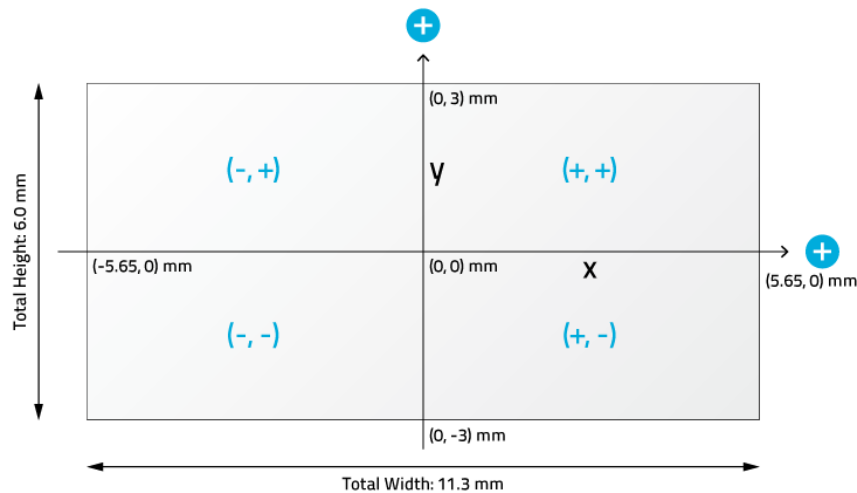 +
(0, 3) mm
(-, +)
y
(+, +)
Total Height: 6.0 mm
+
(-5.65, 0) mm
(0, 0) mm
x
(5.65, 0) mm
(-, -)
(+, -)
(0, -3) mm
Total Width: 11.3 mm